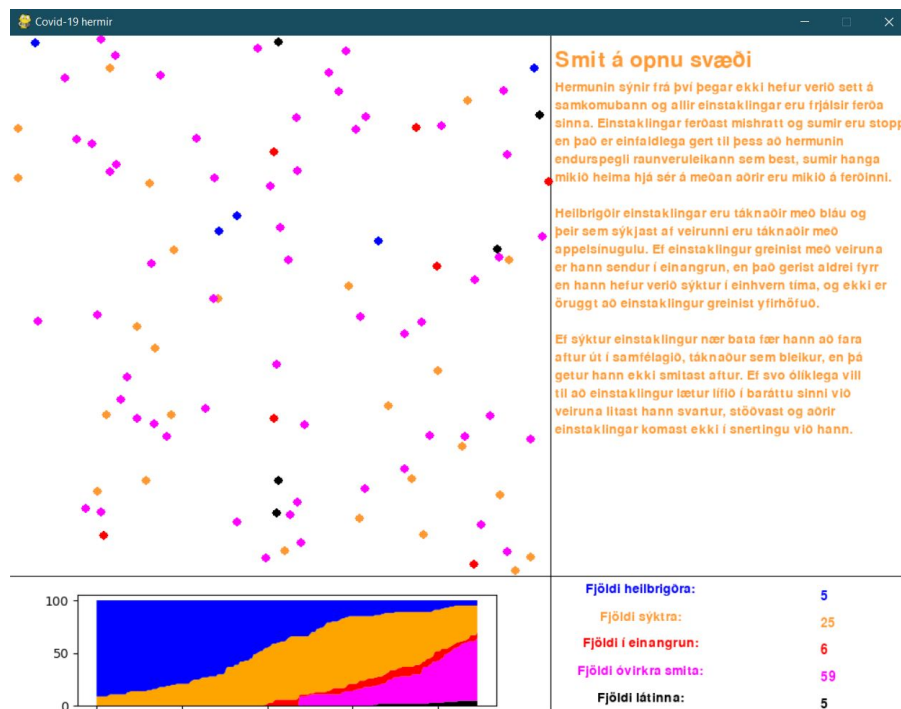 Covid-19 hermir
Smit á opnu svæði
Hermunin sýnir frá því þegar ekki hefur verið sett á
samkomubann og allir einstaklingar eru frjálsir ferða
sinna. Einstaklingar ferðast mishratt og sumir eru stopp
en það er einfaldlega gert til þess að hermunin
endurspegli raunveruleikann sem best, sumir hanga
mikið heima hjá sér á meðan aðrir eru mikið á ferðinni.
Heilbrigðir einstaklingar eru táknaðir með bláu og
þeir sem sýkjast af veirunni eru táknaðir með
appelsínugulu. Ef einstaklingur greinist með veiruna
er hann sendur í einangrun, en það gerist aldrei fyrr
en hann hefur verið sýktur í einhvern tíma, og ekki er
öruggt að einstaklingur greinist yfirhöfuð.
Ef sýktur einstaklingur nær bata fær hann að fara
aftur út í samfélagið, táknaður sem bleikur, en þá
getur hann ekki smitast aftur. Ef svo ólíklega vill
til að einstaklingur lætur lífið í baráttu sinni við
veiruna litast hann svartur, stöðvast og aðrir
einstaklingar komast ekki í snertingu við hann.
100
50
0
Fjöldi heilbrigðra: 5
Fjöldi sýktra: 25
Fjöldi í einangrun: 6
Fjöldi óvirkra smita: 59
Fjöldi látinna: 5